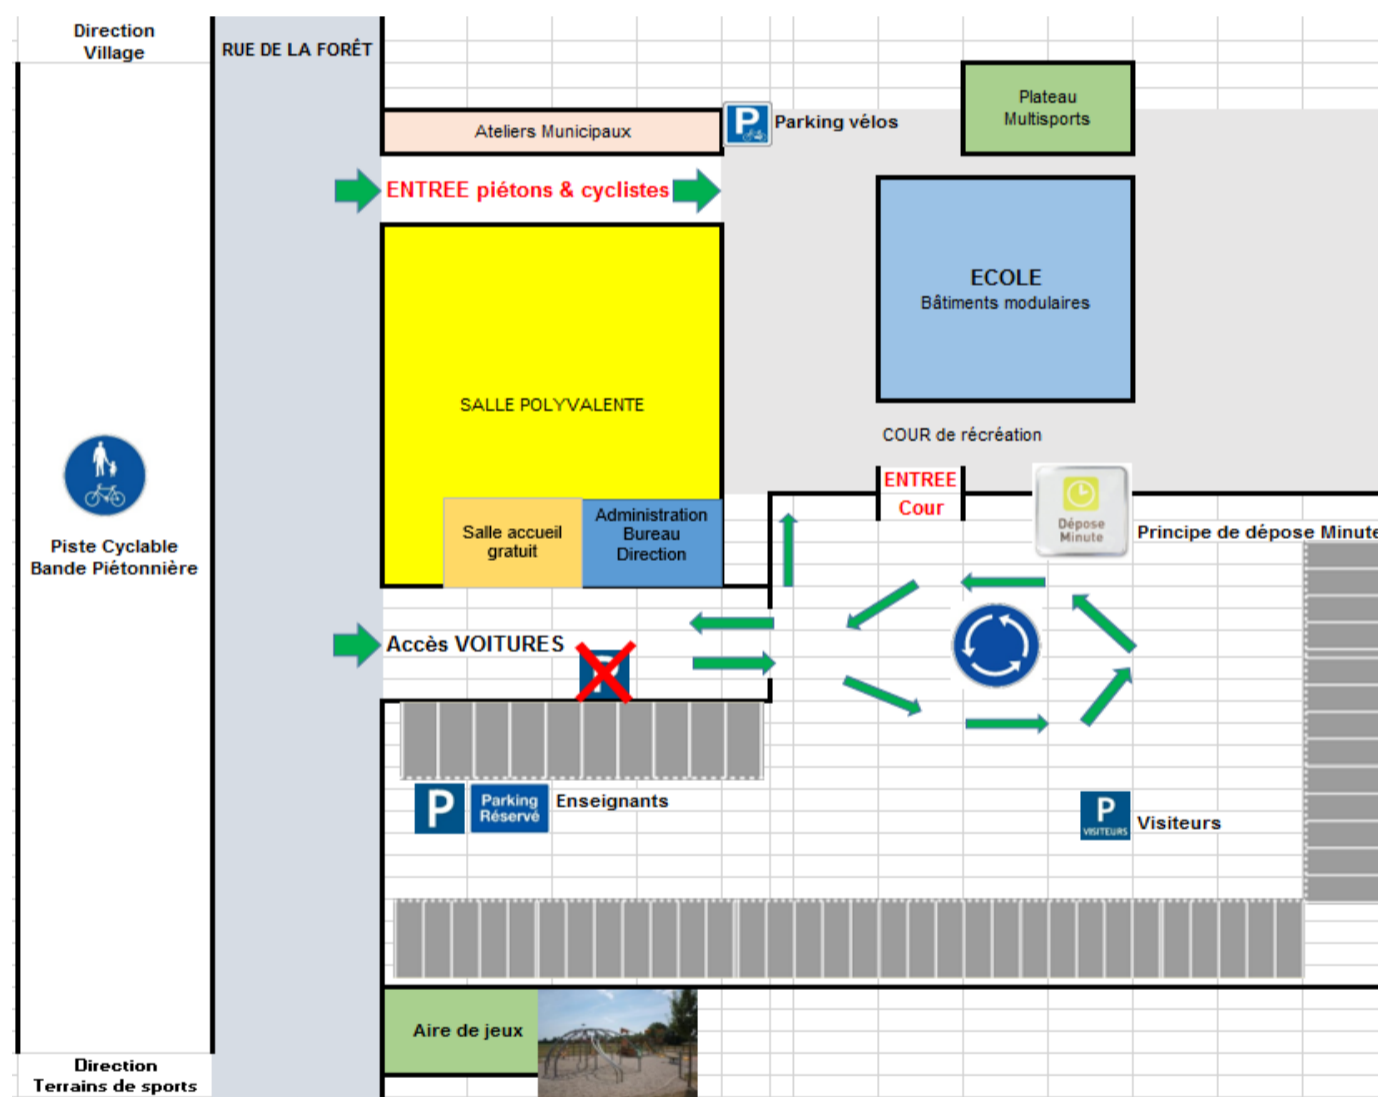 Direction
Village
RUE DE LA FORÊT
Plateau
Multisports
Ateliers Municipaux
P
Parking vélos
ENTREE piétons & cyclistes
ECOLE
Bâtiments modulaires
SALLE POLYVALENTE
COUR de récréation
ENTREE
Cour
Dépose
Minute
Principe de dépose Minute
Salle accueil
gratuit
Administration
Bureau
Direction
Piste Cyclable
Bande Piétonnière
Accès VOITURES
P
P
Parking
Réservé
Enseignants
P
VISITEURS
Visiteurs
Aire de jeux
Direction
Terrains de sports